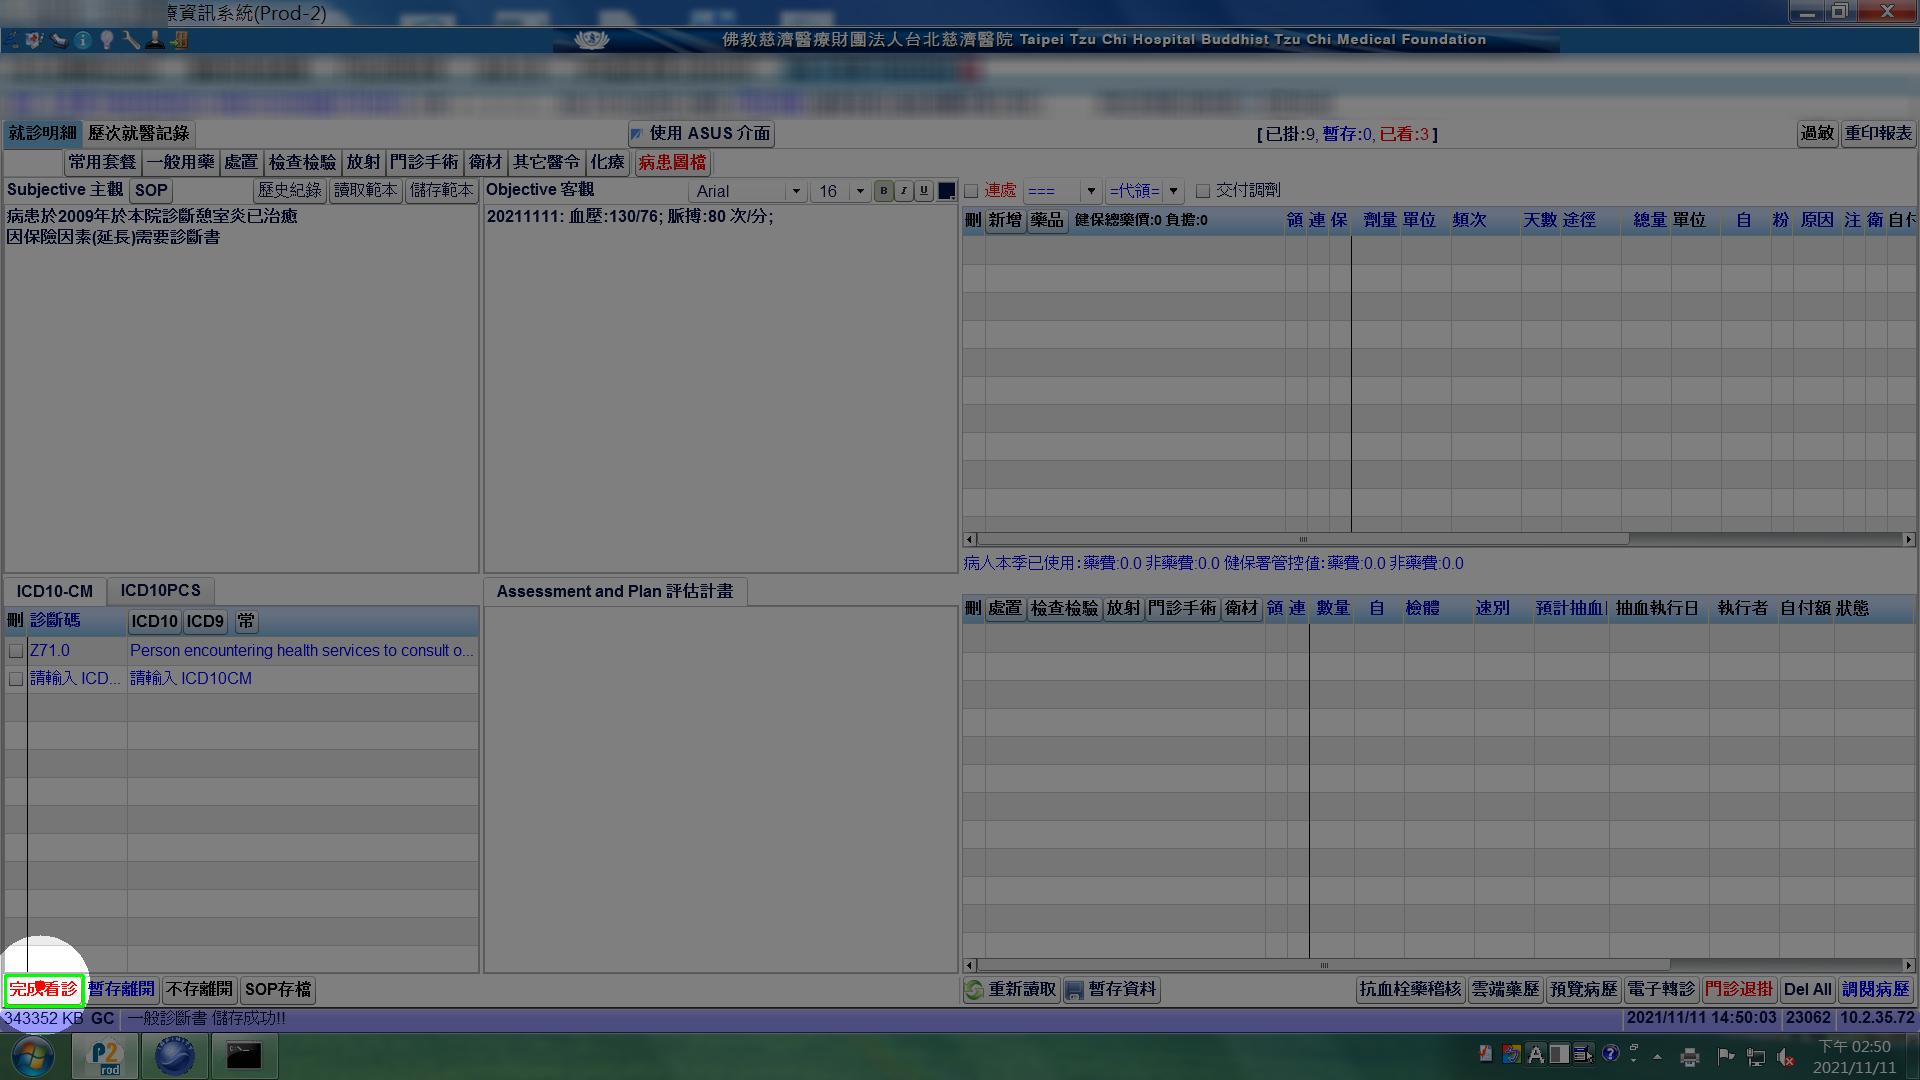 療資訊系統(Prod-2)
佛教慈濟醫療財團法人台北慈濟醫院 Taipei Tzu Chi Hospital Buddhist Tzu Chi Medical Foundation
就診明細 歷次就醫記錄 使用 ASUS 介面 [ 已掛:9, 暫存:0, 已看:3 ] 過敏 重印報表
常用套餐 一般用藥 處置 檢查檢驗 放射 門診手術 衛材 其它醫令 化療 病患圖檔
Subjective 主觀 SOP 歷史紀錄 讀取範本 儲存範本 Objective 客觀 Arial 16 B I U 連處 === =代領= 交付調劑
病患於2009年於本院診斷憩室炎已治癒
因保險因素(延長)需要診斷書
20211111: 血壓:130/76; 脈搏:80 次/分;
刪 新增 藥品 健保總藥價:0 負擔:0 領 連 保 劑量 單位 頻次 天數 途徑 總量 單位 自 粉 原因 注 衛 自付
病人本季已使用：藥費:0.0 非藥費:0.0 健保署管控值：藥費:0.0 非藥費:0.0
ICD10-CM ICD10PCS Assessment and Plan 評估計畫
刪 診斷碼 ICD10 ICD9 常
Z71.0 Person encountering health services to consult o...
請輸入 ICD... 請輸入 ICD10CM
刪 處置 檢查檢驗 放射 門診手術 衛材 領 連 數量 自 檢體 速別 預計抽血 抽血執行日 執行者 自付額 狀態
完成看診 暫存離開 不存離開 SOP存檔 重新讀取 暫存資料 抗血栓藥稽核 雲端藥歷 預覽病歷 電子轉診 門診退掛 Del All 調閱病歷
343352 KB GC 一般診斷書 儲存成功!! 2021/11/11 14:50:03 23062 10.2.35.72
P2
rod
A
下午 02:50
2021/11/11